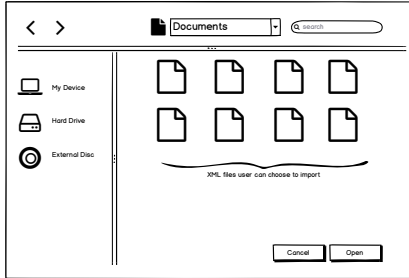 Documents
search
My Device
Hard Drive
External Disc
XML files user can choose to import
Cancel
Open